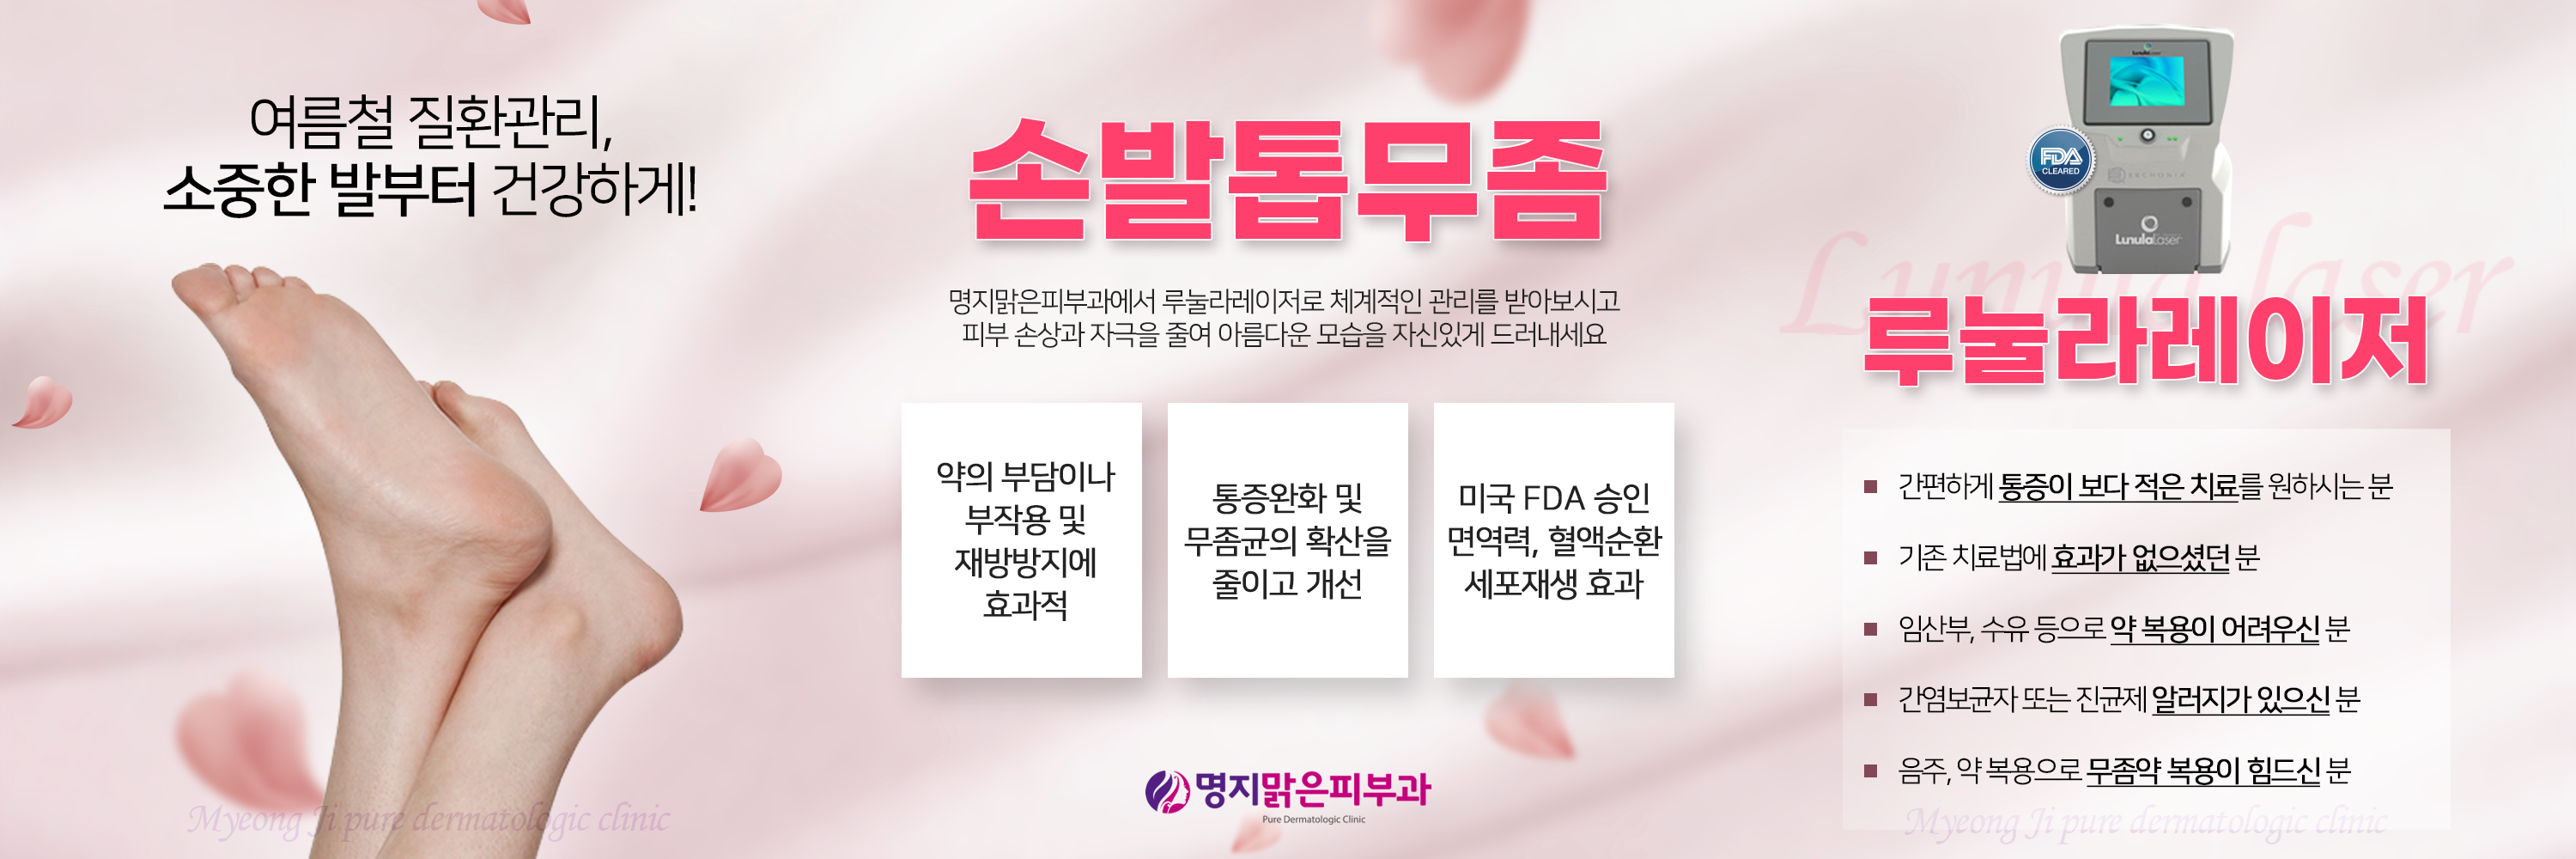 여름철 질환관리,
소중한 발부터 건강하게!
Myeong Ji pure dermatologic clinic
손발톱무좀
명지맑은피부과에서 루눌라레이저로 체계적인 관리를 받아보시고
피부 손상과 자극을 줄여 아름다운 모습을 자신있게 드러내세요
약의 부담이나
부작용 및
재방방지에
효과적
통증완화 및
무좀균의 확산을
줄이고 개선
미국 FDA 승인
면역력, 혈액순환
세포재생 효과
명지맑은피부과
Pure Dermatologic Clinic
LunulaLaser
FDA
CLEARED
ERCHONIA
LunulaLaser
Lunula laser
루눌라레이저
간편하게 통증이 보다 적은 치료를 원하시는 분
기존 치료법에 효과가 없으셨던 분
임산부, 수유 등으로 약 복용이 어려우신 분
간염보균자 또는 진균제 알러지가 있으신 분
음주, 약 복용으로 무좀약 복용이 힘드신 분
Myeong Ji pure dermatologic clinic